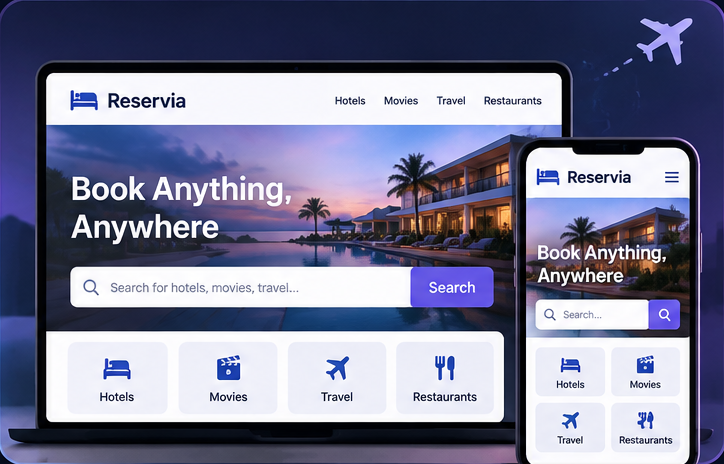 Reservia
Hotels Movies Travel Restaurants
Book Anything,
Anywhere
Search for hotels, movies, travel... Search
Hotels Movies Travel Restaurants
Reservia
Book Anything,
Anywhere
Search...
Hotels Movies
Travel Restaurants